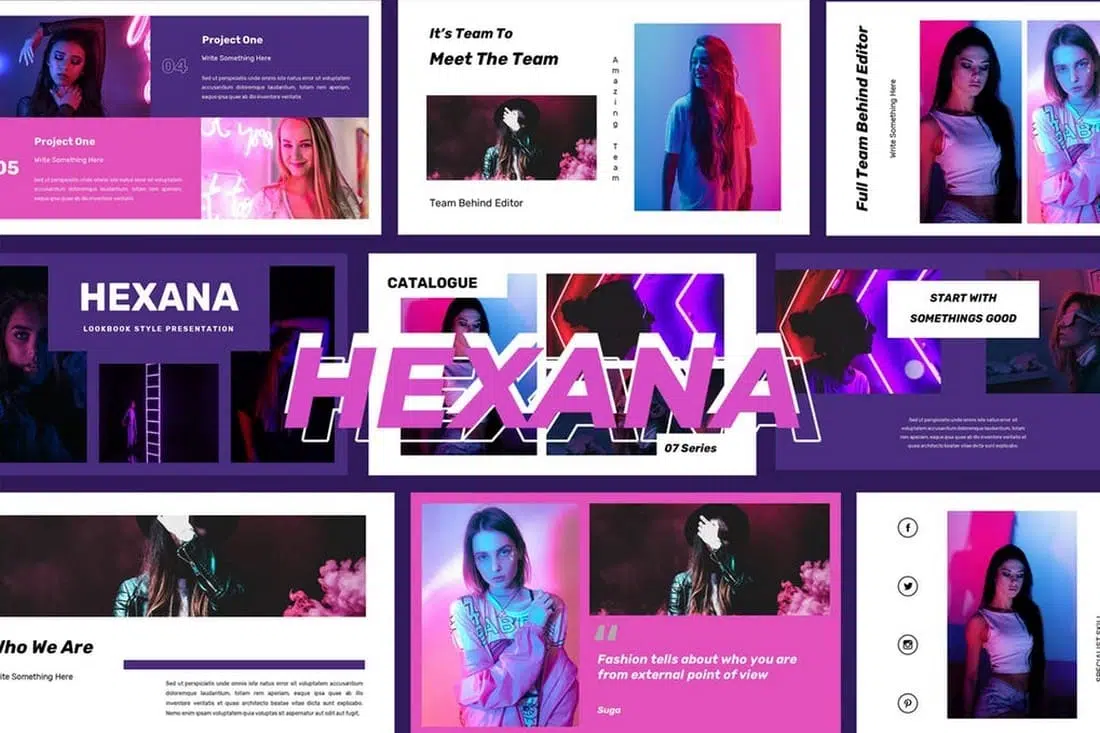 Project One
Write Something Here
04
Sed ut perspiciatis unde omnis iste natus error sit voluptatem
accusantium doloremque laudantium, totam rem aperiam,
eaque ipsa quae ab illo inventore veritatis.
Project One
Write Something Here
05
Sed ut perspiciatis unde omnis iste natus error sit voluptatem
accusantium doloremque laudantium, totam rem aperiam,
eaque ipsa quae ab illo inventore veritatis.
It's Team To
Meet The Team
Amazing Team
Team Behind Editor
Full Team Behind Editor
Write Something Here
HEXANA
LOOKBOOK STYLE PRESENTATION
CATALOGUE
07 Series
START WITH
SOMETHINGS GOOD
Sed ut perspiciatis unde omnis iste natus error sit
voluptatem accusantium doloremque laudantium, totam
rem aperiam, eaque ipsa quae ab illo inventore veritatis et
quasi architecto beatae vitae dicta sunt explicabo.
HEXANA
Who We Are
Something Here
Sed ut perspiciatis unde omnis iste natus error sit voluptatem accusantium
doloremque laudantium, totam rem aperiam, eaque ipsa quae ab illo
inventore veritatis et quasi architecto beatae vitae dicta sunt explicabo.
Nemo enim ipsam voluptatem quia voluptas sit aspernatur aut odit aut fugit.
Fashion tells about who you are
from external point of view
Suga